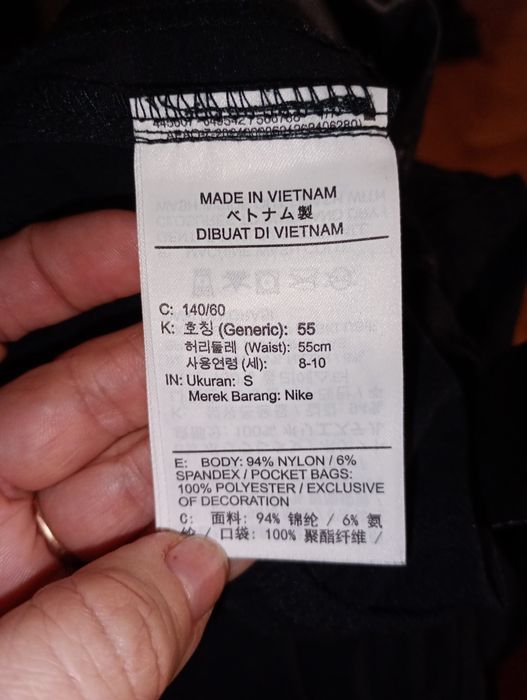 MADE IN VIETNAM
ベトナム製
DIBUAT DI VIETNAM
C: 140/60
K: 호칭 (Generic): 55
허리둘레 (Waist): 55cm
사용연령 (세): 8-10
IN: Ukuran: S
Merek Barang: Nike
E: BODY: 94% NYLON / 6%
SPANDEX / POCKET BAGS:
100% POLYESTER / EXCLUSIVE
OF DECORATION
C: 面料: 94% 锦纶 / 6% 氨
纶 / 口袋: 100% 聚酯纤维 /